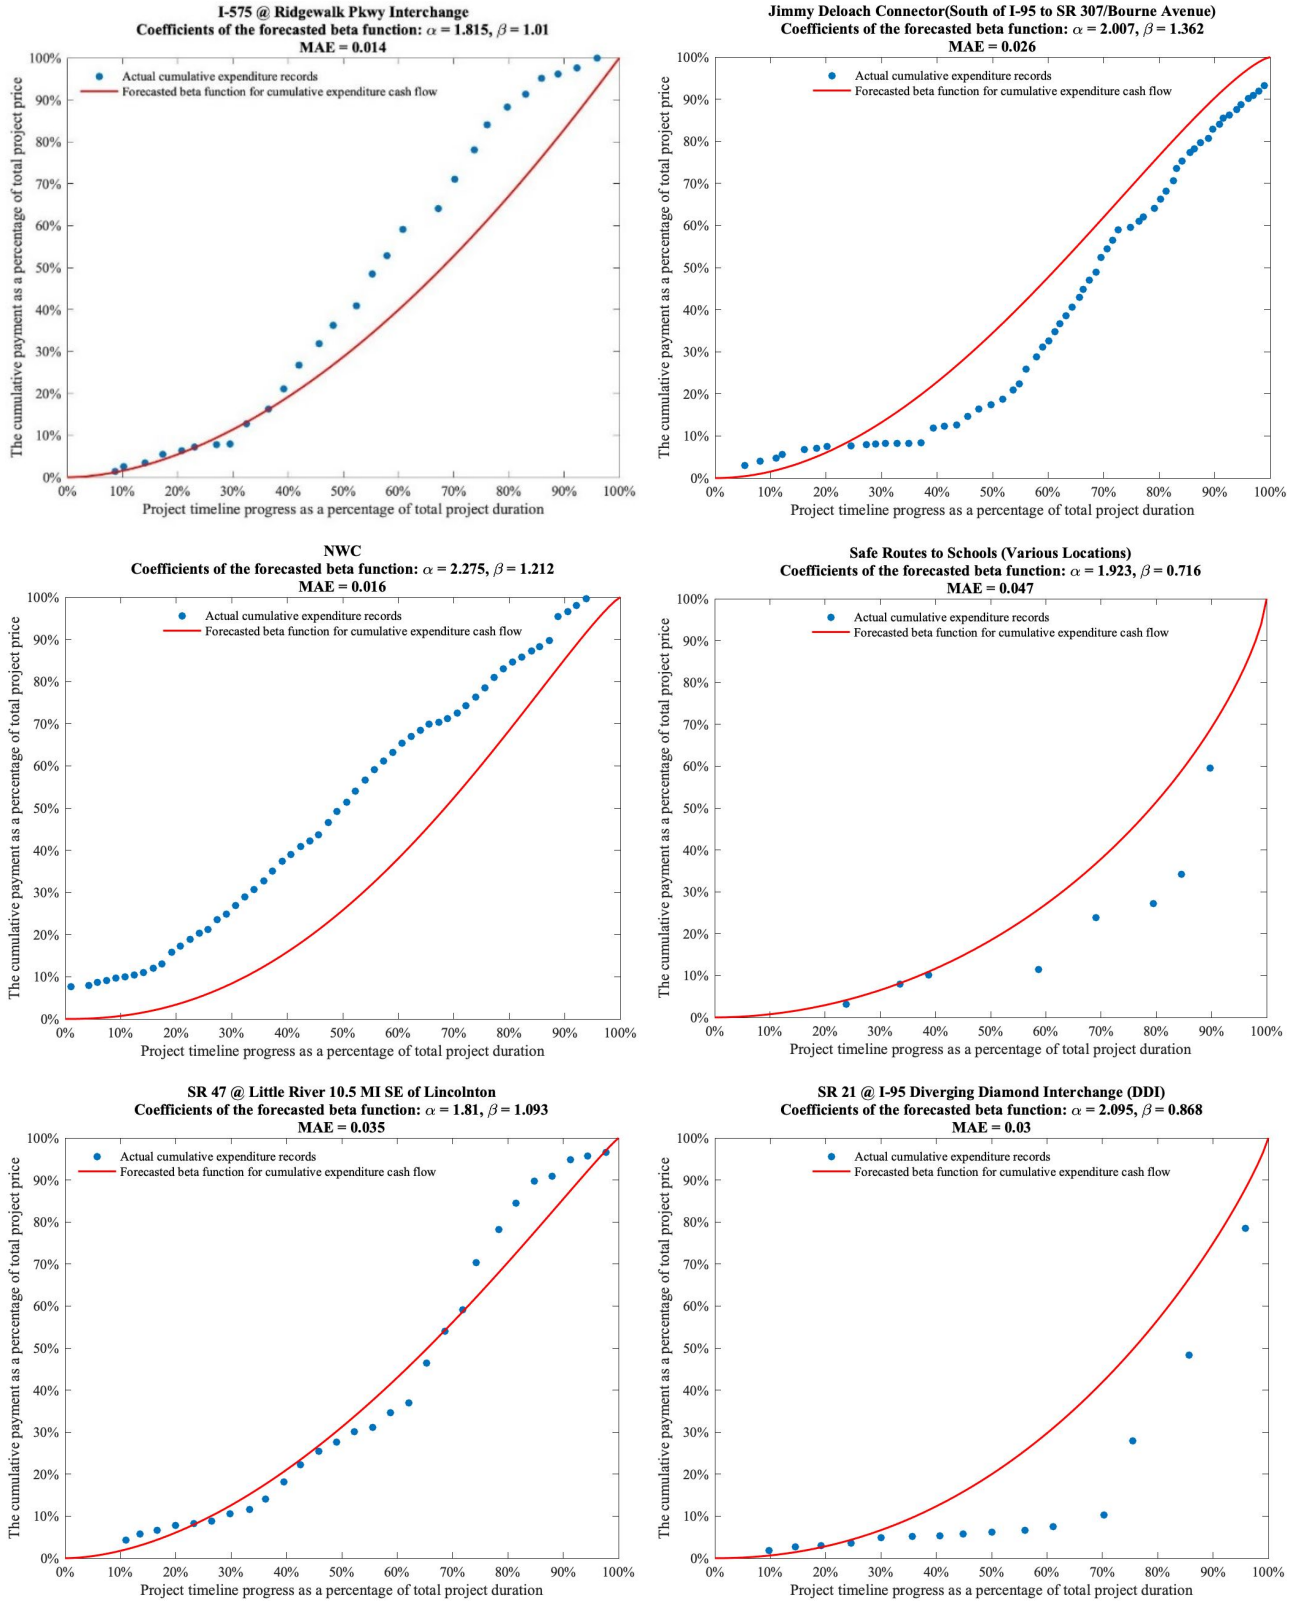 I-575 @ Ridgewalk Pkwy Interchange
Coefficients of the forecasted beta function: α = 1.815, β = 1.01
MAE = 0.014
Actual cumulative expenditure records
Forecasted beta function for cumulative expenditure cash flow
The cumulative payment as a percentage of total project price
100%
90%
80%
70%
60%
50%
40%
30%
20%
10%
0%
0% 10% 20% 30% 40% 50% 60% 70% 80% 90% 100%
Project timeline progress as a percentage of total project duration
Jimmy Deloach Connector(South of I-95 to SR 307/Bourne Avenue)
Coefficients of the forecasted beta function: α = 2.007, β = 1.362
MAE = 0.026
Actual cumulative expenditure records
Forecasted beta function for cumulative expenditure cash flow
The cumulative payment as a percentage of total project price
100%
90%
80%
70%
60%
50%
40%
30%
20%
10%
0%
0% 10% 20% 30% 40% 50% 60% 70% 80% 90% 100%
Project timeline progress as a percentage of total project duration
NWC
Coefficients of the forecasted beta function: α = 2.275, β = 1.212
MAE = 0.016
Actual cumulative expenditure records
Forecasted beta function for cumulative expenditure cash flow
The cumulative payment as a percentage of total project price
100%
90%
80%
70%
60%
50%
40%
30%
20%
10%
0%
0% 10% 20% 30% 40% 50% 60% 70% 80% 90% 100%
Project timeline progress as a percentage of total project duration
Safe Routes to Schools (Various Locations)
Coefficients of the forecasted beta function: α = 1.923, β = 0.716
MAE = 0.047
Actual cumulative expenditure records
Forecasted beta function for cumulative expenditure cash flow
The cumulative payment as a percentage of total project price
100%
90%
80%
70%
60%
50%
40%
30%
20%
10%
0%
0% 10% 20% 30% 40% 50% 60% 70% 80% 90% 100%
Project timeline progress as a percentage of total project duration
SR 47 @ Little River 10.5 MI SE of Lincolnton
Coefficients of the forecasted beta function: α = 1.81, β = 1.093
MAE = 0.035
Actual cumulative expenditure records
Forecasted beta function for cumulative expenditure cash flow
The cumulative payment as a percentage of total project price
100%
90%
80%
70%
60%
50%
40%
30%
20%
10%
0%
0% 10% 20% 30% 40% 50% 60% 70% 80% 90% 100%
Project timeline progress as a percentage of total project duration
SR 21 @ I-95 Diverging Diamond Interchange (DDI)
Coefficients of the forecasted beta function: α = 2.095, β = 0.868
MAE = 0.03
Actual cumulative expenditure records
Forecasted beta function for cumulative expenditure cash flow
The cumulative payment as a percentage of total project price
100%
90%
80%
70%
60%
50%
40%
30%
20%
10%
0%
0% 10% 20% 30% 40% 50% 60% 70% 80% 90% 100%
Project timeline progress as a percentage of total project duration